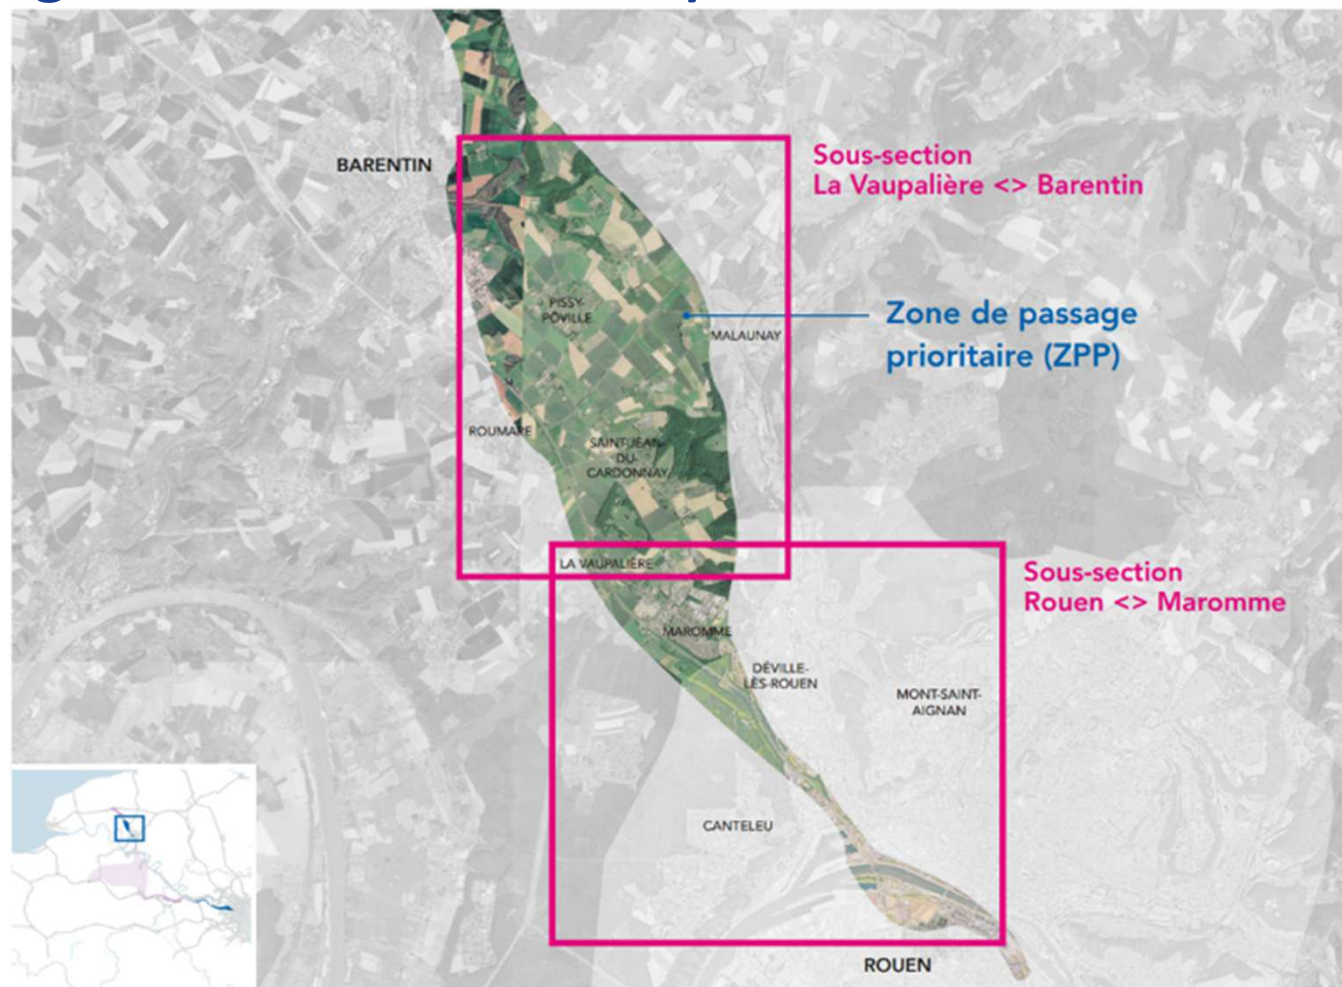 BARENTIN
Sous-section
La Vaupalière <> Barentin
PISSY-
PÔVILLE
Zone de passage
prioritaire (ZPP)
MALAUNAY
ROUMARE
SAINT-JEAN-
DU-
CARDONNAY
LA VAUPALIÈRE
Sous-section
Rouen <> Maromme
MAROMME
DÉVILLE-
LÈS-ROUEN
MONT-SAINT-
AIGNAN
CANTELEU
ROUEN